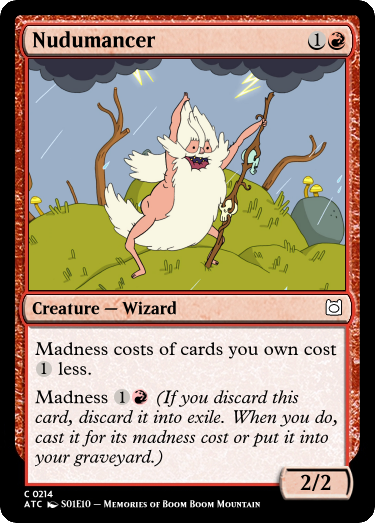 Nudumancer 1
Creature — Wizard
Madness costs of cards you own cost
1 less.
Madness 1 (If you discard this
card, discard it into exile. When you do,
cast it for its madness cost or put it into
your graveyard.)
2/2
C 0214
ATC S01E10 – Memories of Boom Boom Mountain